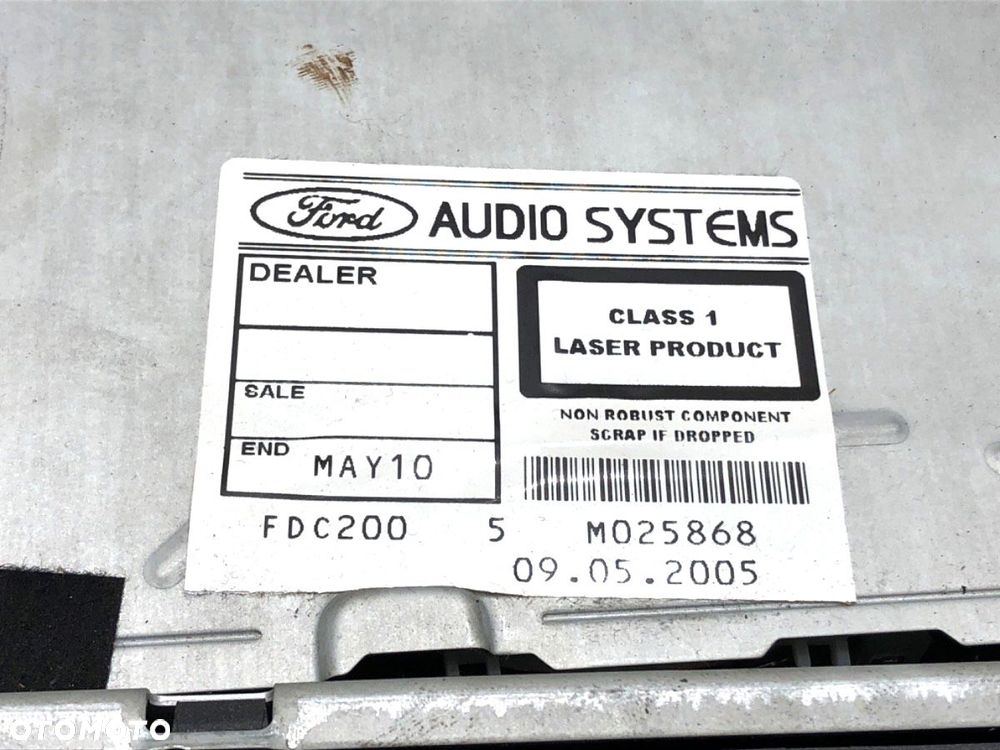 Ford AUDIO SYSTEMS
DEALER
SALE
END MAY10
CLASS 1
LASER PRODUCT
NON ROBUST COMPONENT
SCRAP IF DROPPED
FDC200 5 M025868
09.05.2005
OTOMOTO